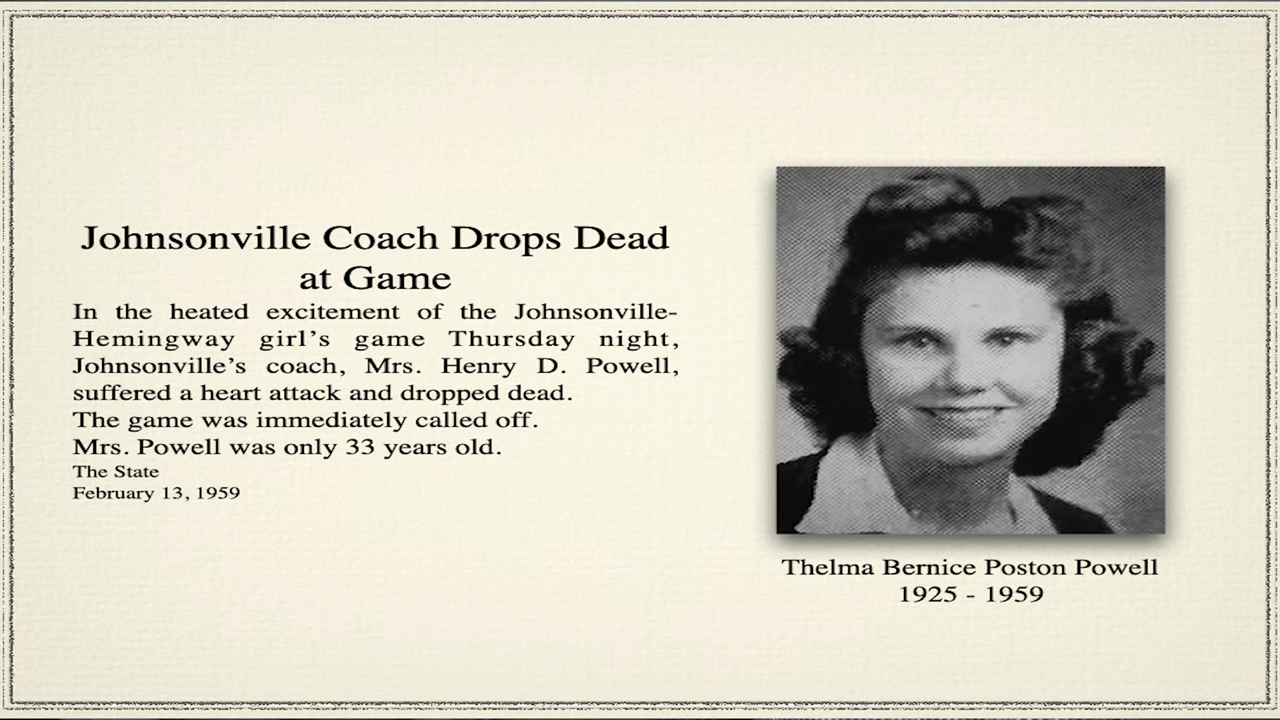 Johnsonville Coach Drops Dead
at Game
In the heated excitement of the Johnsonville-
Hemingway girl’s game Thursday night,
Johnsonville’s coach, Mrs. Henry D. Powell,
suffered a heart attack and dropped dead.
The game was immediately called off.
Mrs. Powell was only 33 years old.
The State
February 13, 1959
Thelma Bernice Poston Powell
1925 - 1959